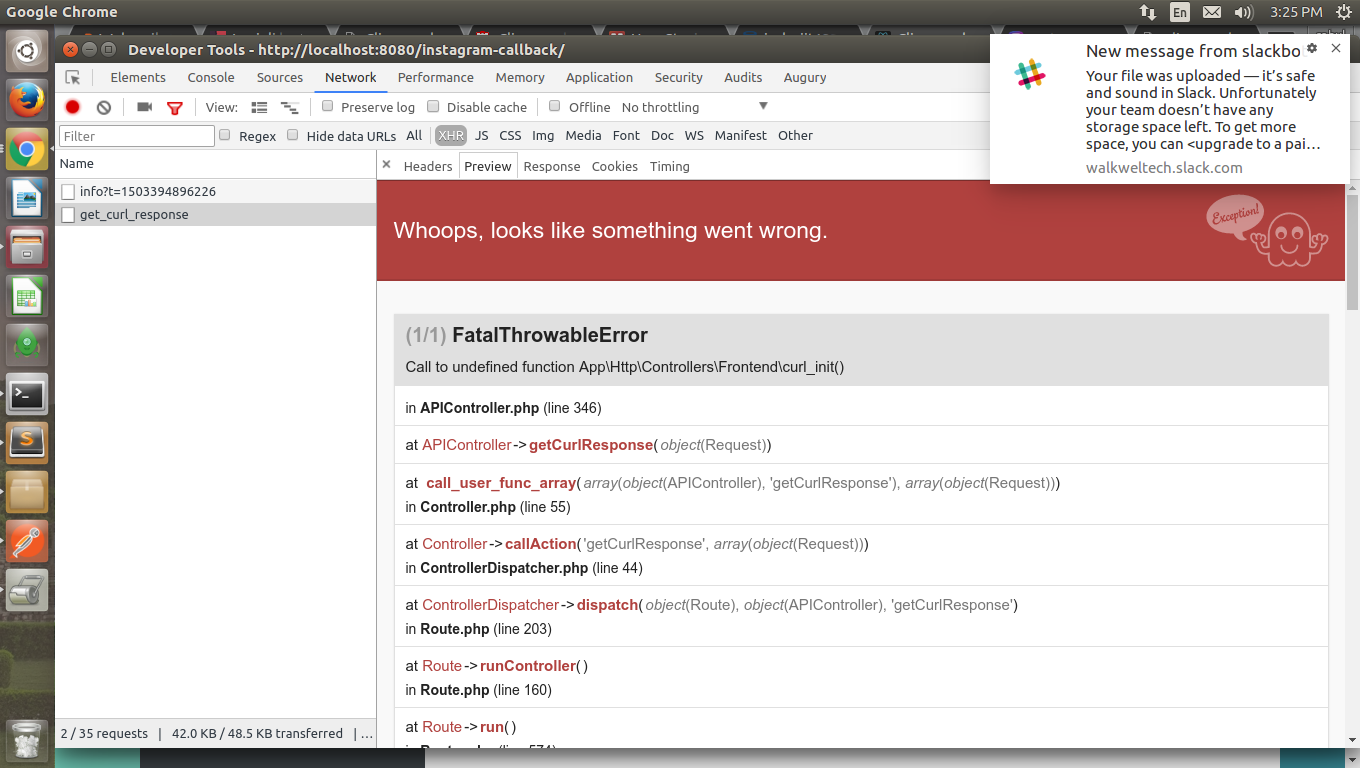 Google Chrome
En
3:25 PM
Developer Tools - http://localhost:8080/instagram-callback/
Elements Console Sources Network Performance Memory Application Security Audits Augury
View: Preserve log Disable cache Offline No throttling
Filter Regex Hide data URLs All XHR JS CSS Img Media Font Doc WS Manifest Other
Name
info?t=1503394896226
get_curl_response
2 / 35 requests | 42.0 KB / 48.5 KB transferred | ...
× Headers Preview Response Cookies Timing
New message from slackbo
Your file was uploaded — it’s safe
and sound in Slack. Unfortunately
your team doesn’t have any
storage space left. To get more
space, you can <upgrade to a pai...
walkweltech.slack.com
Whoops, looks like something went wrong.
Exception!
(1/1) FatalThrowableError
Call to undefined function App\Http\Controllers\Frontend\curl_init()
in APIController.php (line 346)
at APIController->getCurlResponse(object(Request))
at call_user_func_array(array(object(APIController), 'getCurlResponse'), array(object(Request)))
in Controller.php (line 55)
at Controller->callAction('getCurlResponse', array(object(Request)))
in ControllerDispatcher.php (line 44)
at ControllerDispatcher->dispatch(object(Route), object(APIController), 'getCurlResponse')
in Route.php (line 203)
at Route->runController()
in Route.php (line 160)
at Route->run()